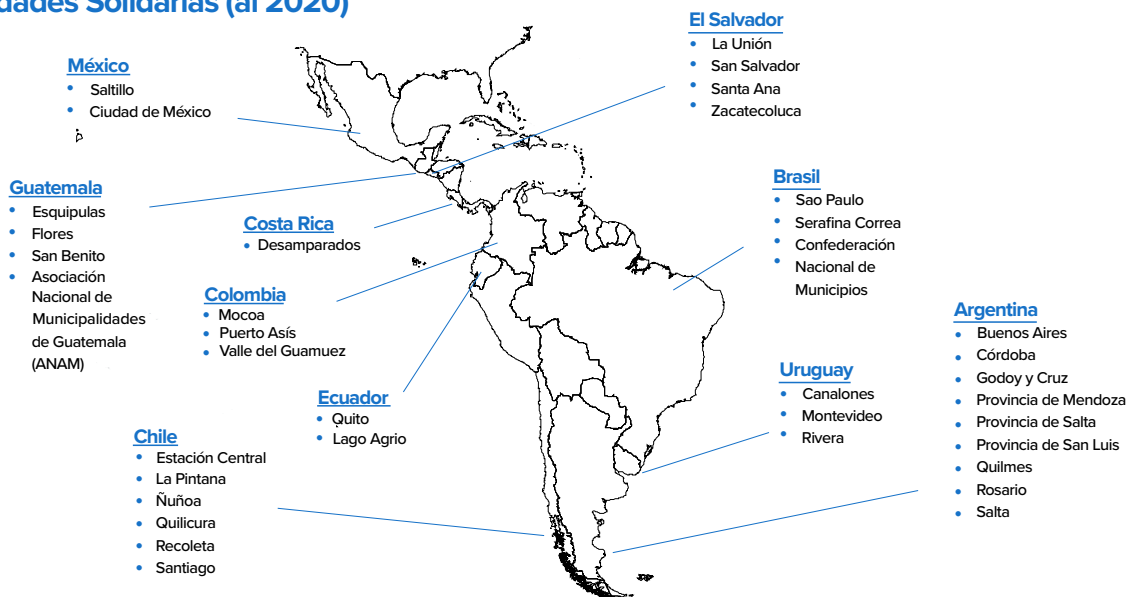 dades Solidarias (al 2020)
México
• Saltillo
• Ciudad de México
Guatemala
• Esquipulas
• Flores
• San Benito
• Asociación
Nacional de
Municipalidades
de Guatemala
(ANAM)
Costa Rica
• Desamparados
Colombia
• Mocoa
• Puerto Asís
• Valle del Guamuez
Ecuador
• Quito
• Lago Agrio
Chile
• Estación Central
• La Pintana
• Ñuñoa
• Quilicura
• Recoleta
• Santiago
El Salvador
• La Unión
• San Salvador
• Santa Ana
• Zacatecoluca
Brasil
• Sao Paulo
• Serafina Correa
• Confederación
• Nacional de
Municipios
Uruguay
• Canalones
• Montevideo
• Rivera
Argentina
• Buenos Aires
• Córdoba
• Godoy y Cruz
• Provincia de Mendoza
• Provincia de Salta
• Provincia de San Luis
• Quilmes
• Rosario
• Salta